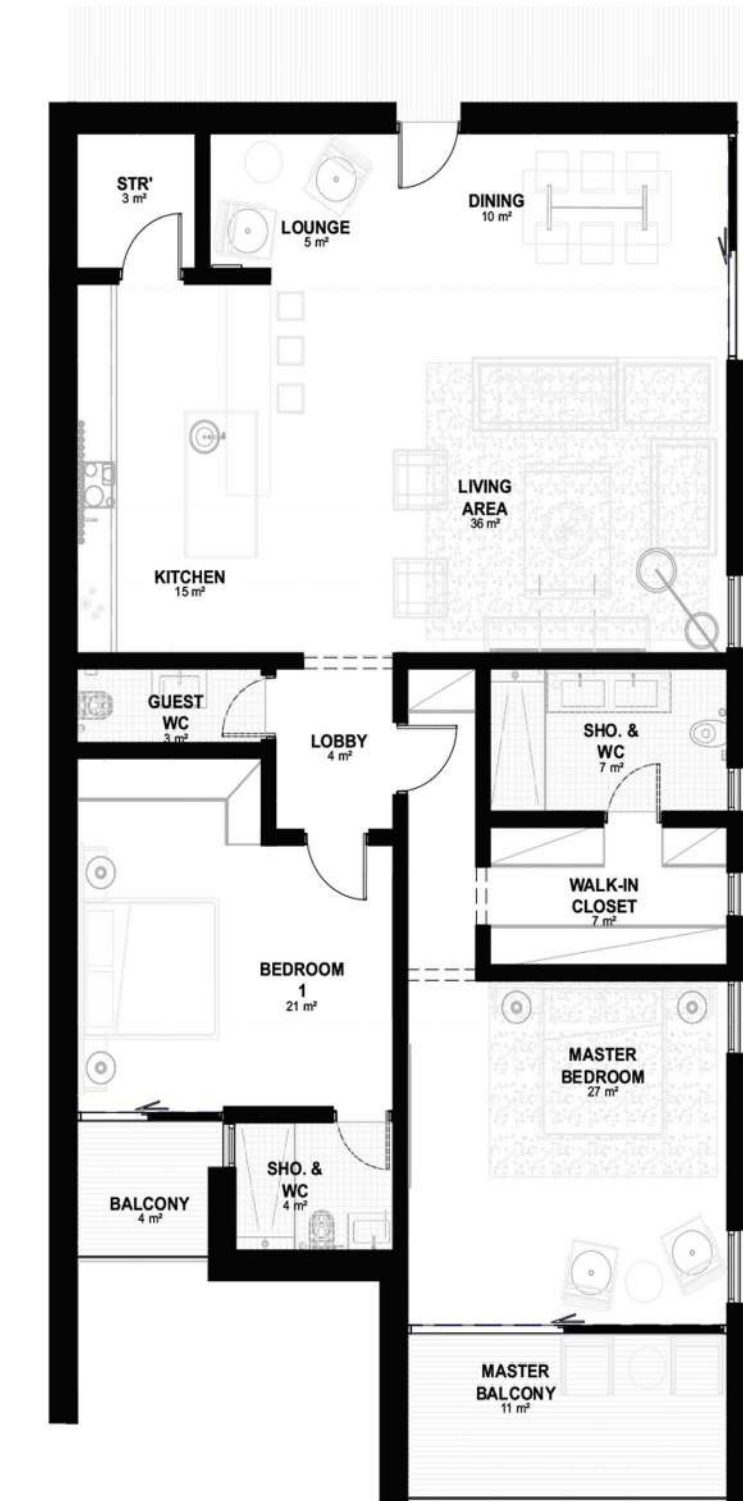 STR'
3 m²
LOUNGE
5 m²
DINING
10 m²
LIVING
AREA
36 m²
KITCHEN
15 m²
GUEST
WC
3 m²
LOBBY
4 m²
SHO. &
WC
7 m²
WALK-IN
CLOSET
7 m²
BEDROOM
1
21 m²
MASTER
BEDROOM
27 m²
SHO. &
WC
4 m²
BALCONY
4 m²
MASTER
BALCONY
11 m²